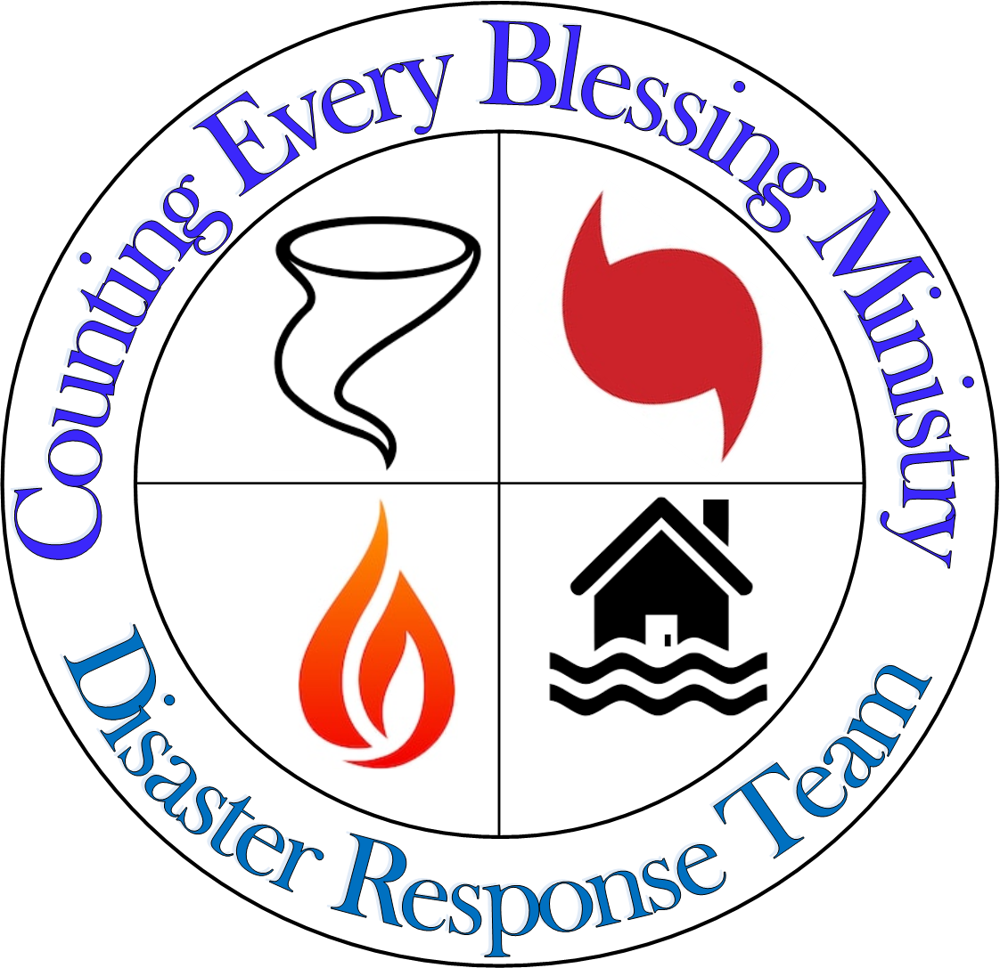 Counting Every Blessing Ministry
Disaster Response Team